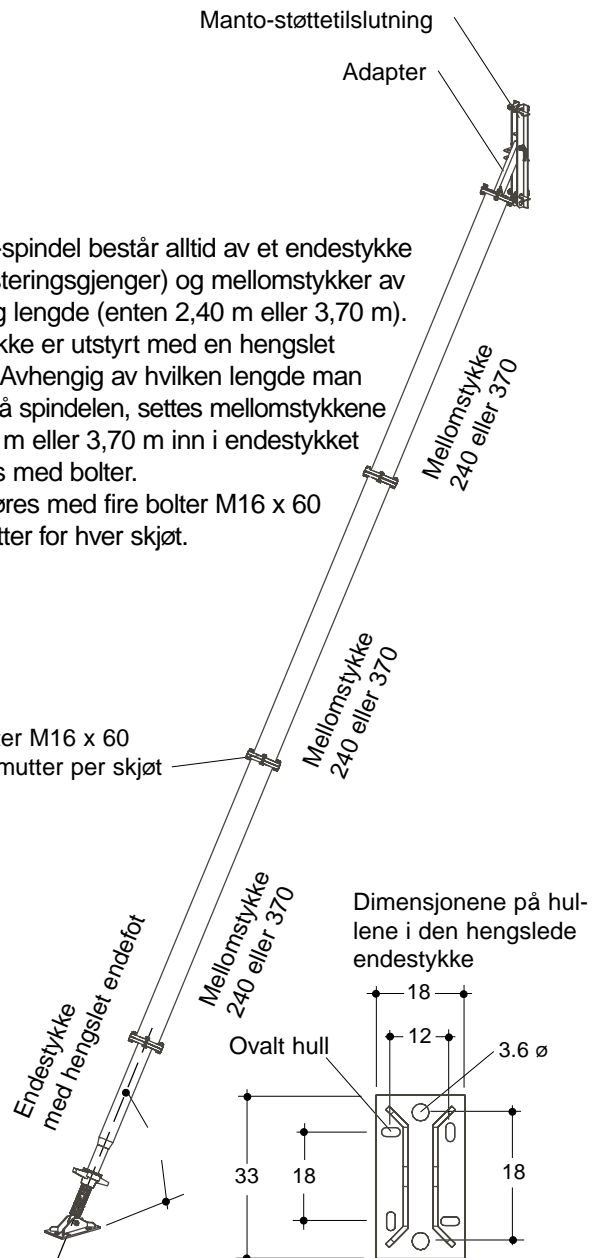 Manto-støttetilslutning
Adapter
-spindel består alltid av et endestykke
steringsgjenger) og mellomstykker av
g lengde (enten 2,40 m eller 3,70 m).
kke er utstyrt med en hengslet
Avhengig av hvilken lengde man
å spindelen, settes mellomstykkene
m eller 3,70 m inn i endestykket
s med bolter.
øres med fire bolter M16 x 60
tter for hver skjøt.
Mellomstykke
240 eller 370
Mellomstykke
240 eller 370
ter M16 x 60
mutter per skjøt
Mellomstykke
240 eller 370
Endestykke
med hengslet endefot
Dimensjonene på hul-
lene i den hengslede
endestykke
18
Ovalt hull
12
3.6 ø
33
18
18